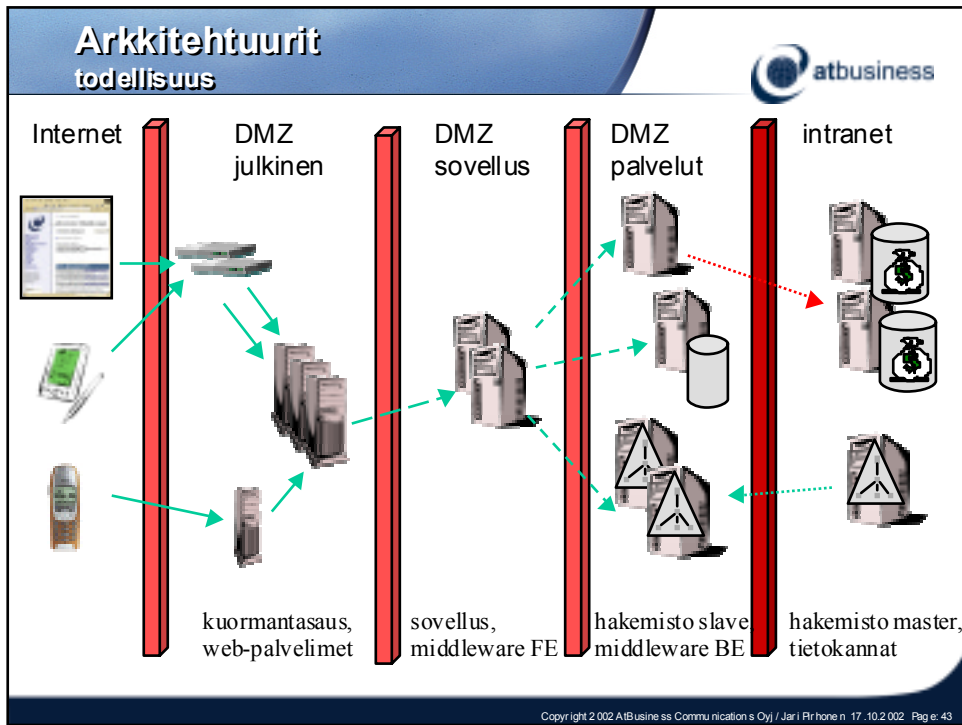 Arkkitehtuurit
todellisuus
atbusiness
Internet
DMZ
julkinen
DMZ
sovellus
DMZ
palvelut
intranet
kuormantasaus,
web-palvelimet
sovellus,
middleware FE
hakemisto slave,
middleware BE
hakemisto master,
tietokannat
Copyright 2002 AtBusiness Communications Oyj / Jari Pirhonen 17.10.2002 Page: 43